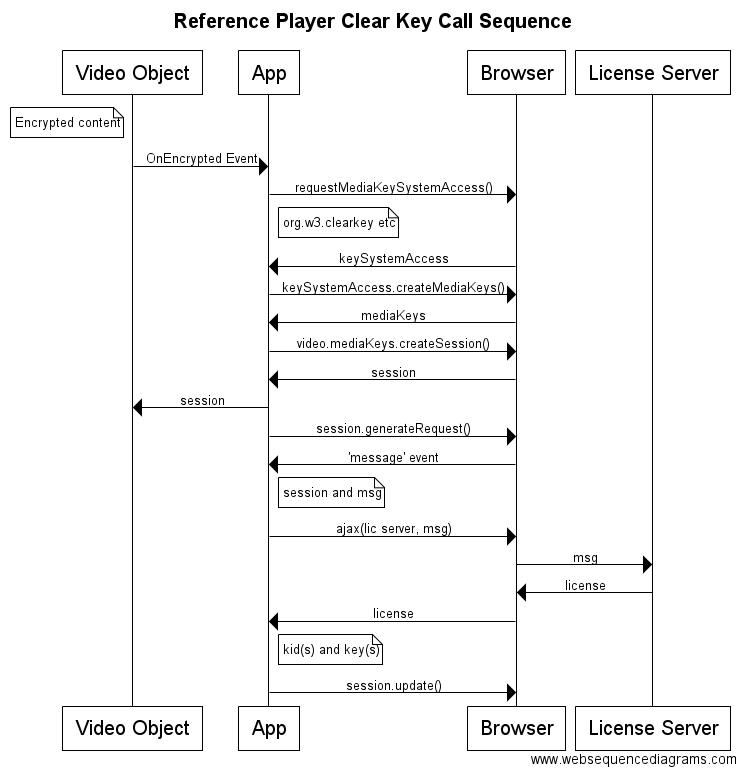 Reference Player Clear Key Call Sequence
Video Object
App
Browser
License Server
Encrypted content
OnEncrypted Event
requestMediaKeySystemAccess()
org.w3.clearkey etc
keySystemAccess
keySystemAccess.createMediaKeys()
mediaKeys
video.mediaKeys.createSession()
session
session
session.generateRequest()
'message' event
session and msg
ajax(lic server, msg)
msg
license
license
kid(s) and key(s)
session.update()
Video Object
App
Browser
License Server
www.websequencediagrams.com